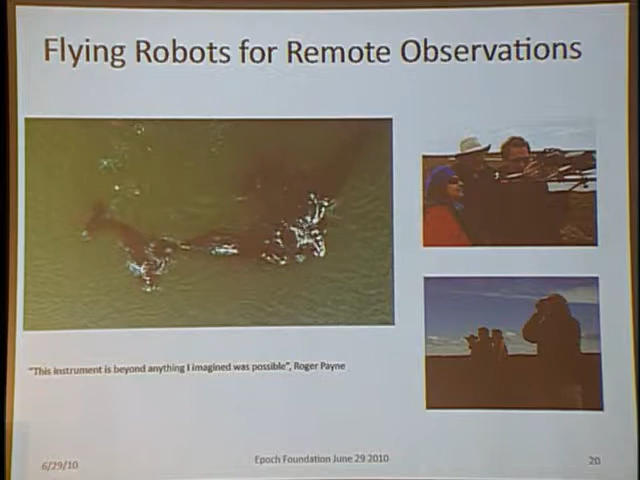 Flying Robots for Remote Observations
"This instrument is beyond anything I imagined was possible", Roger Payne
6/29/10
Epoch Foundation June 29 2010
20